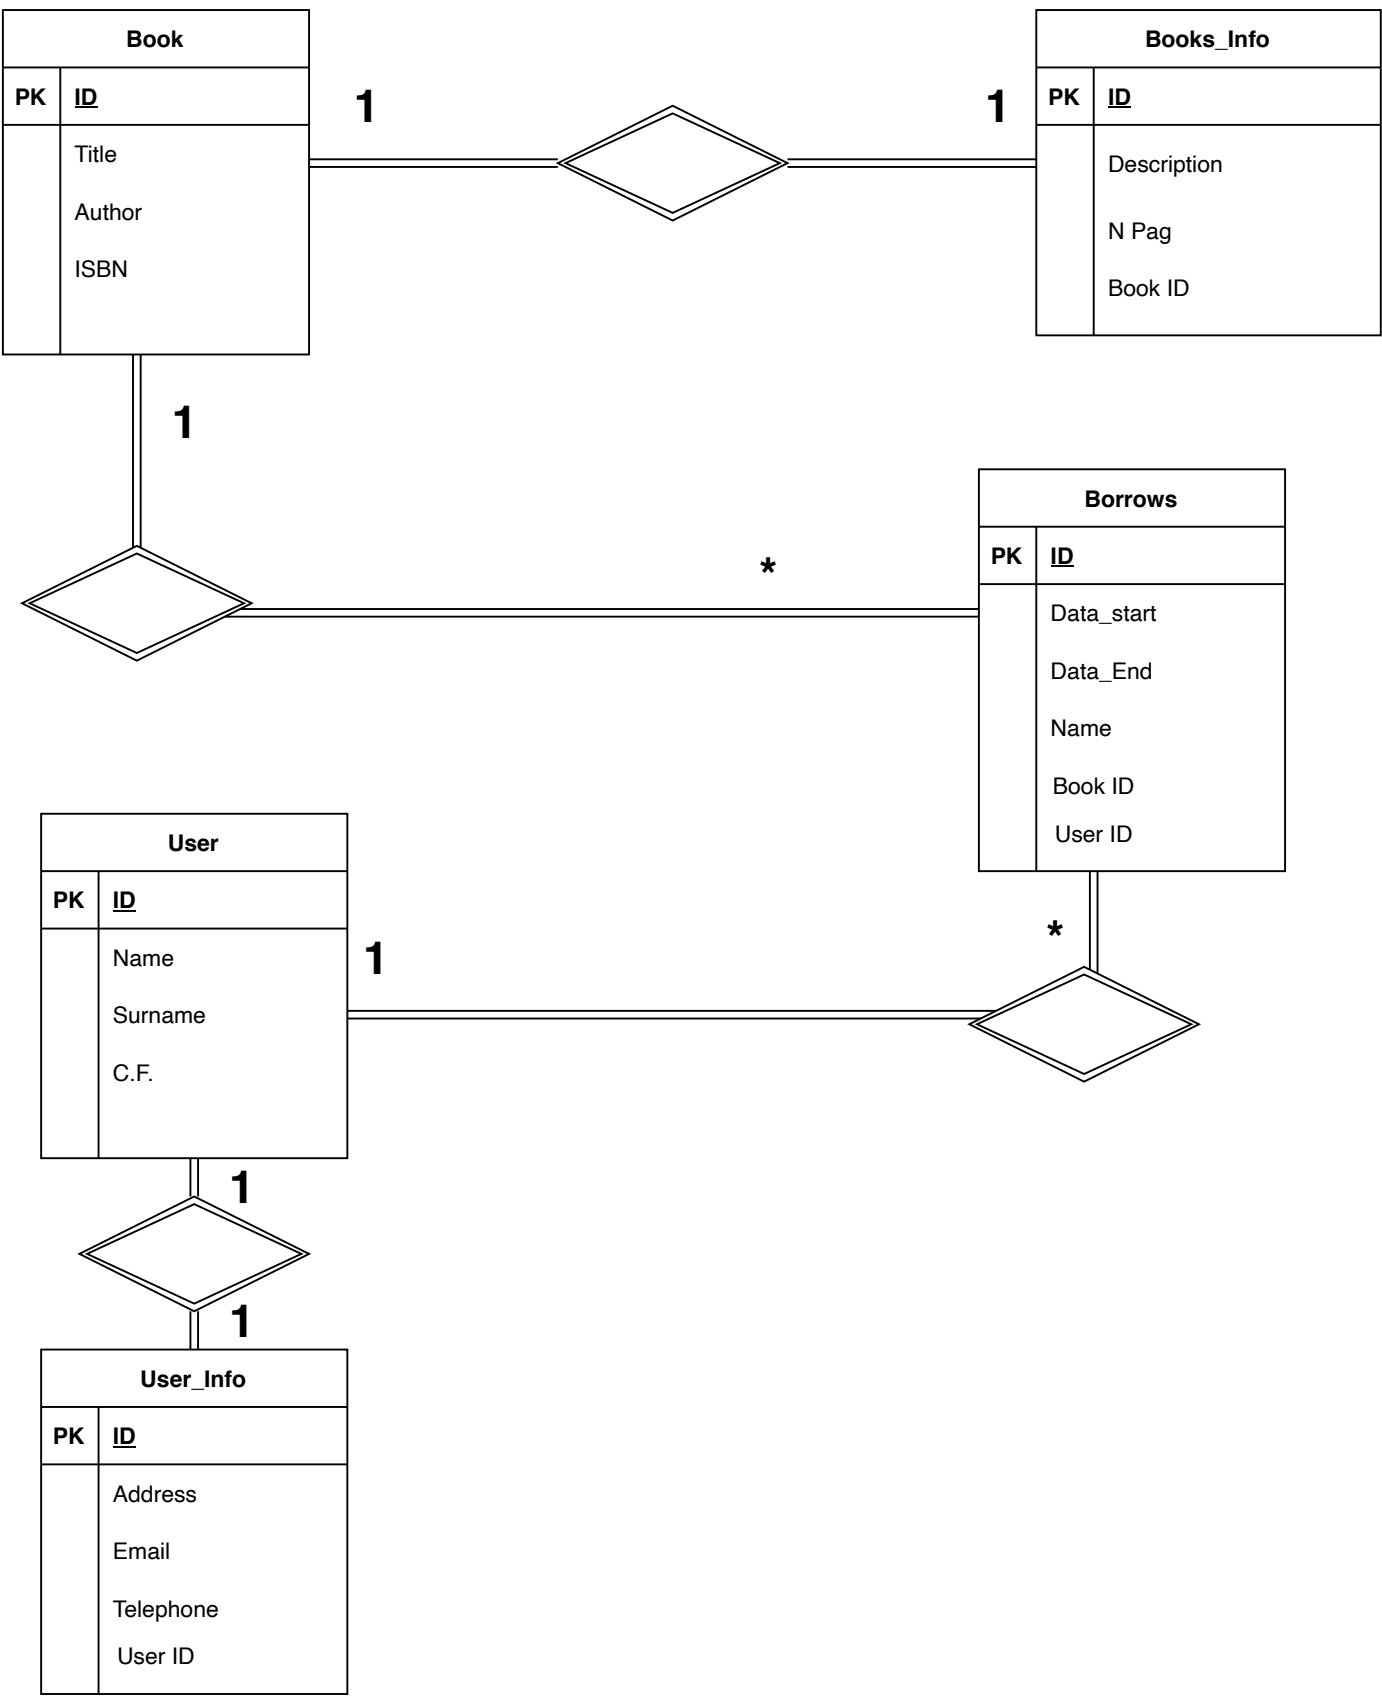 Book
PK ID
Title
Author
ISBN
1
1
Books_Info
PK ID
Description
N Pag
Book ID
1
*
Borrows
PK ID
Data_start
Data_End
Name
Book ID
User ID
*
User
PK ID
Name
Surname
C.F.
1
1
1
User_Info
PK ID
Address
Email
Telephone
User ID